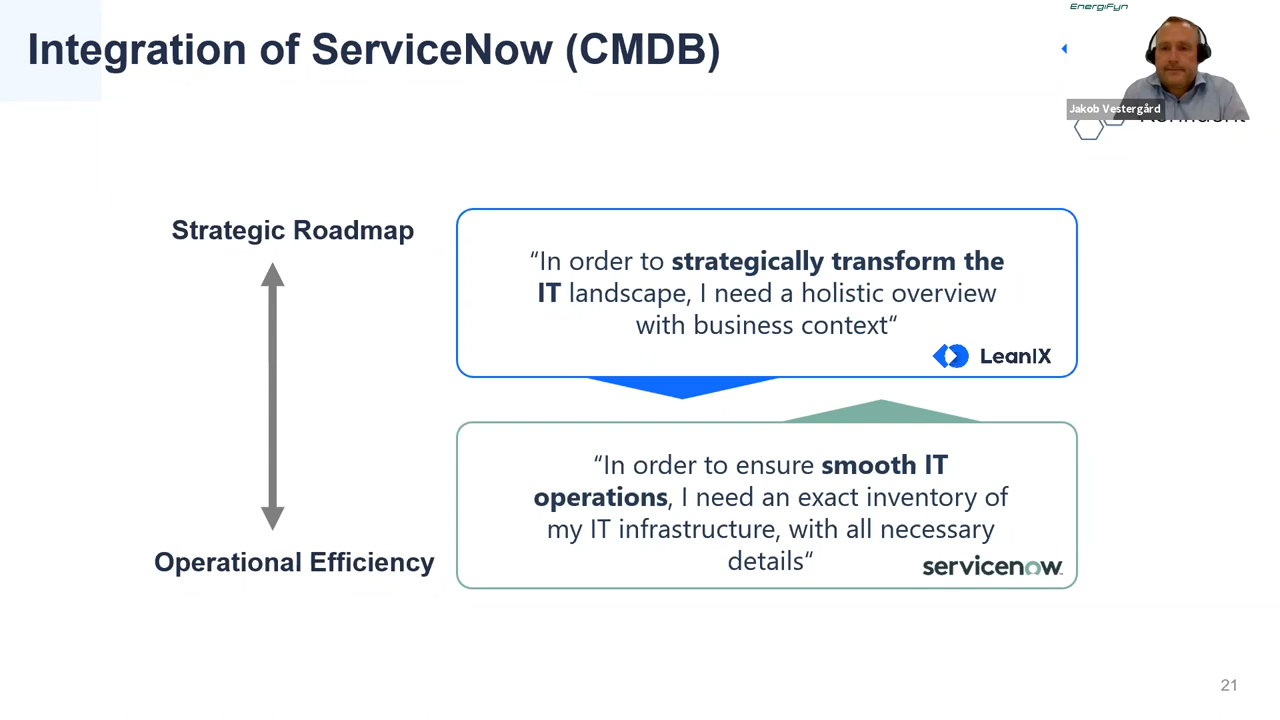 EnergiFyn
Integration of ServiceNow (CMDB)
Jakob Vestergård
Strategic Roadmap
“In order to strategically transform the
IT landscape, I need a holistic overview
with business context“
LeanIX
“In order to ensure smooth IT
operations, I need an exact inventory of
my IT infrastructure, with all necessary
details“
servicenow
Operational Efficiency
21